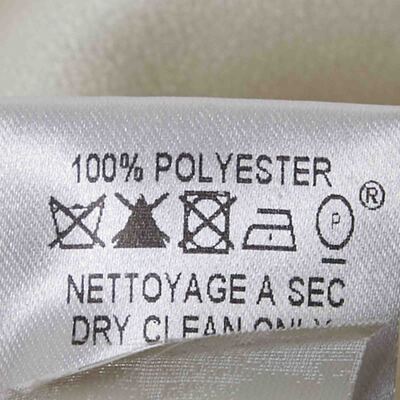 100% POLYESTER
P ®
NETTOYAGE A SEC
DRY CLEAN ONLY